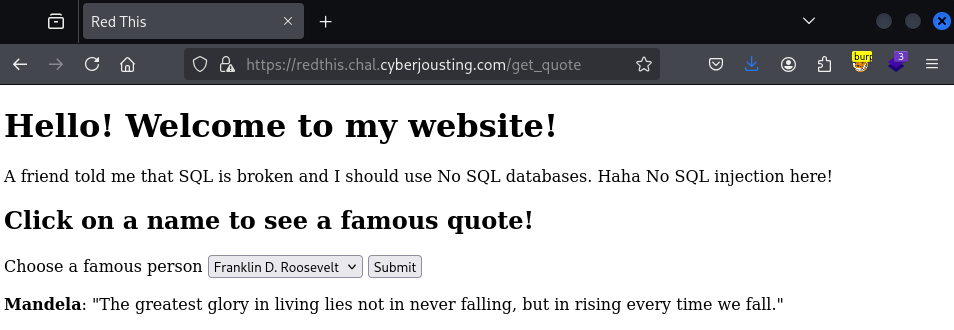 Red This
https://redthis.chal.cyberjousting.com/get_quote
burp
3
Hello! Welcome to my website!
A friend told me that SQL is broken and I should use No SQL databases. Haha No SQL injection here!
Click on a name to see a famous quote!
Choose a famous person Franklin D. Roosevelt Submit
Mandela: "The greatest glory in living lies not in never falling, but in rising every time we fall."